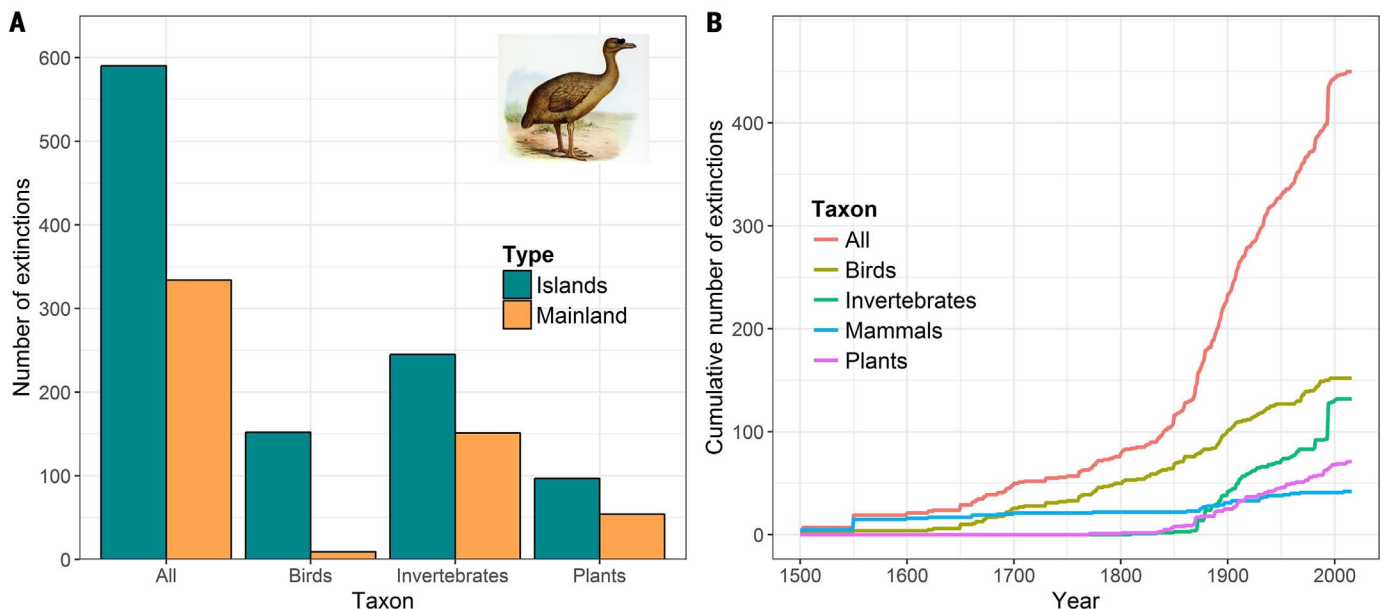 A
Number of extinctions
600
500
400
300
200
100
0
Type
Islands
Mainland
All
Birds
Invertebrates
Plants
Taxon
B
Cumulative number of extinctions
400
300
200
100
0
Taxon
All
Birds
Invertebrates
Mammals
Plants
1500
1600
1700
1800
1900
2000
Year